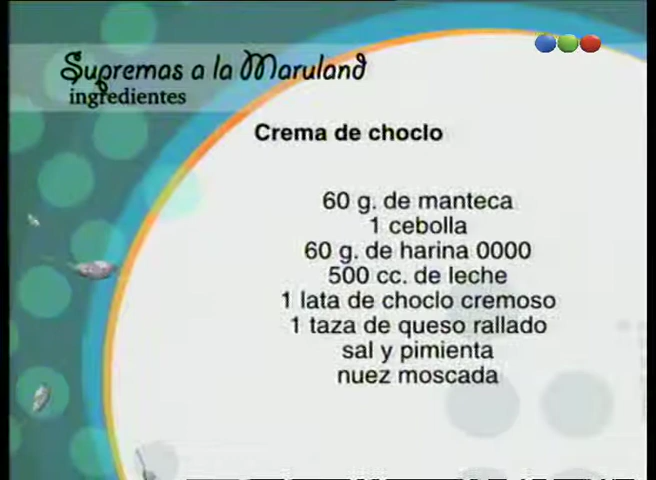 Supremas a la Maruland
ingredientes
Crema de choclo
60 g. de manteca
1 cebolla
60 g. de harina 0000
500 cc. de leche
1 lata de choclo cremoso
1 taza de queso rallado
sal y pimienta
nuez moscada